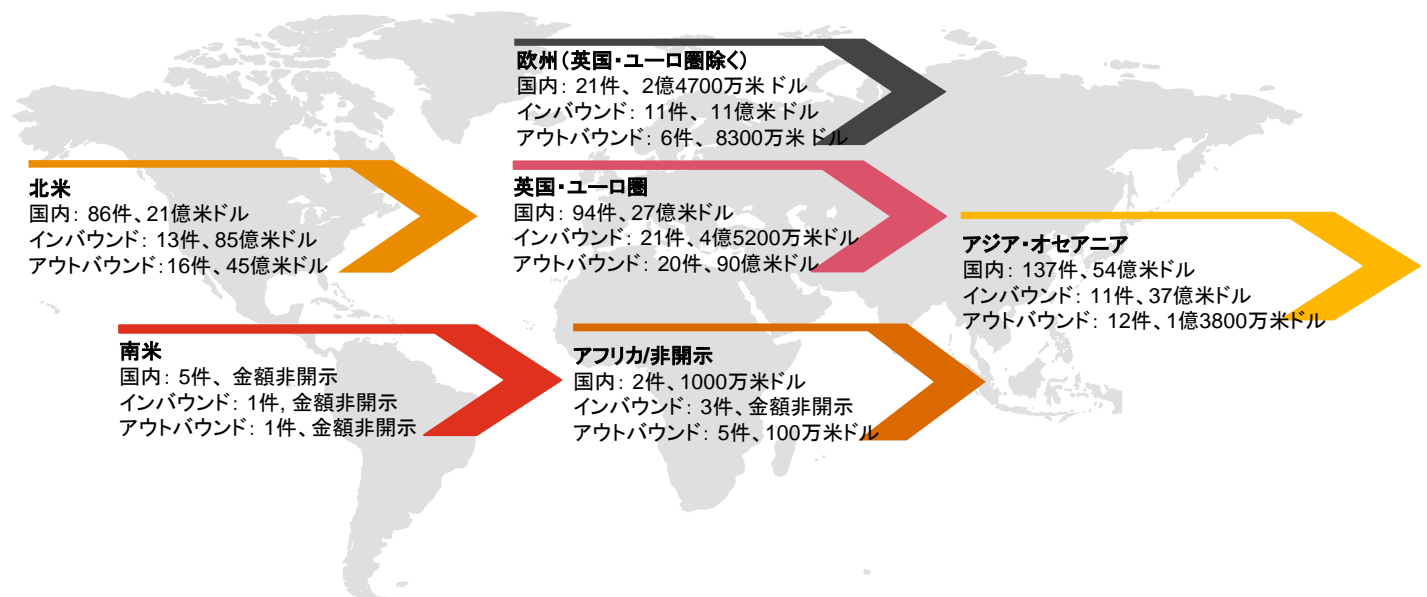 欧州(英国・ユーロ圏除く)
国内: 21件、 2億4700万米ドル
インバウンド: 11件、 11億米ドル
アウトバウンド: 6件、 8300万米ドル
北米
国内: 86件、21億米ドル
インバウンド: 13件、85億米ドル
アウトバウンド:16件、45億米ドル
英国・ユーロ圏
国内: 94件、27億米ドル
インバウンド: 21件、4億5200万米ドル
アウトバウンド: 20件、90億米ドル
アジア・オセアニア
国内: 137件、54億米ドル
インバウンド: 11件、37億米ドル
アウトバウンド: 12件、1億3800万米ドル
南米
国内: 5件、 金額非開示
インバウンド: 1件, 金額非開示
アウトバウンド: 1件、金額非開示
アフリカ/非開示
国内: 2件、1000万米ドル
インバウンド: 3件、金額非開示
アウトバウンド: 5件、100万米ドル